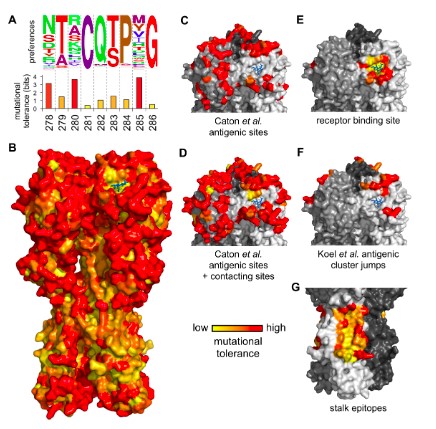 A
preferences
N T R C Q T P M G
mutational
tolerance (bits)
4
3
2
1
0
278 279 280 281 282 283 284 285 286
B
C
Caton et al.
antigenic sites
D
Caton et al.
antigenic sites
+ contacting sites
low high
mutational
tolerance
E
receptor binding site
F
Koel et al. antigenic
cluster jumps
G
stalk epitopes